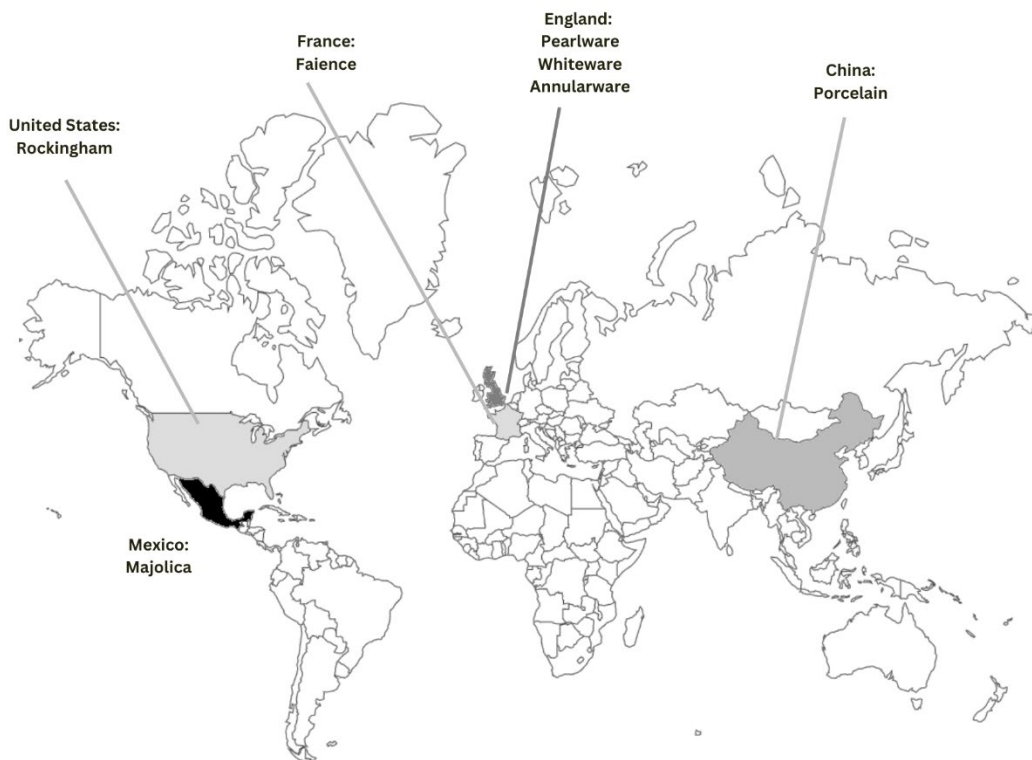 United States:
Rockingham
France:
Faience
England:
Pearlware
Whiteware
Annularware
China:
Porcelain
Mexico:
Majolica